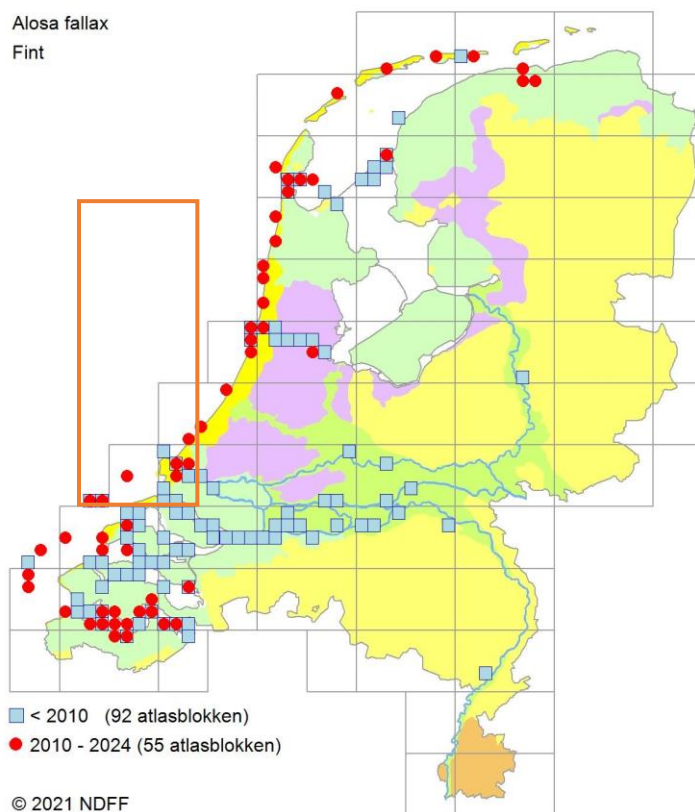 Alosa fallax
Fint
< 2010 (92 atlasblokken)
2010 - 2024 (55 atlasblokken)
© 2021 NDFF